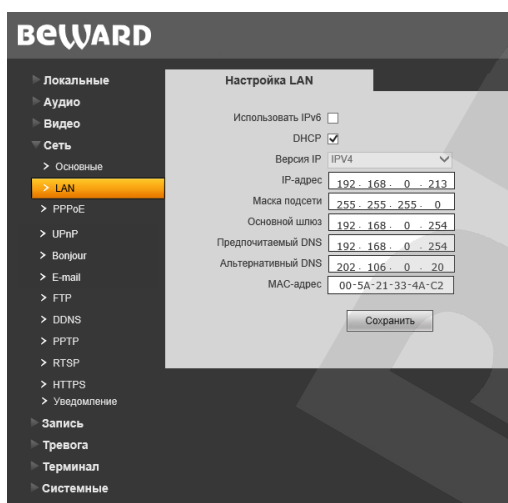 BEWARD
Локальные
Аудио
Видео
Сеть
Основные
LAN
PPPoE
UPnP
Bonjour
E-mail
FTP
DDNS
PPTP
RTSP
HTTPS
Уведомление
Запись
Тревога
Терминал
Системные
Настройка LAN
Использовать IPv6
DHCP
Версия IP IPV4
IP-адрес 192 . 168 . 0 . 213
Маска подсети 255 . 255 . 255 . 0
Основной шлюз 192 . 168 . 0 . 254
Предпочитаемый DNS 192 . 168 . 0 . 254
Альтернативный DNS 202 . 106 . 0 . 20
MAC-адрес 00-5A-21-33-4A-C2
Сохранить